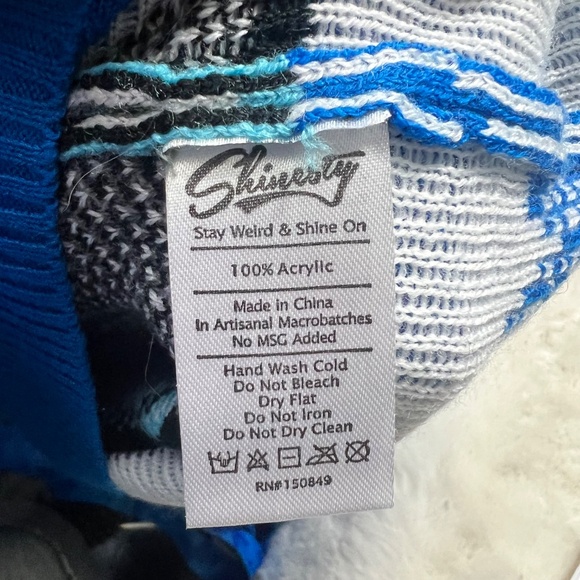 Shinesty
Stay Weird & Shine On
100% Acrylic
Made in China
In Artisanal Macrobatches
No MSG Added
Hand Wash Cold
Do Not Bleach
Dry Flat
Do Not Iron
Do Not Dry Clean
RN#150849